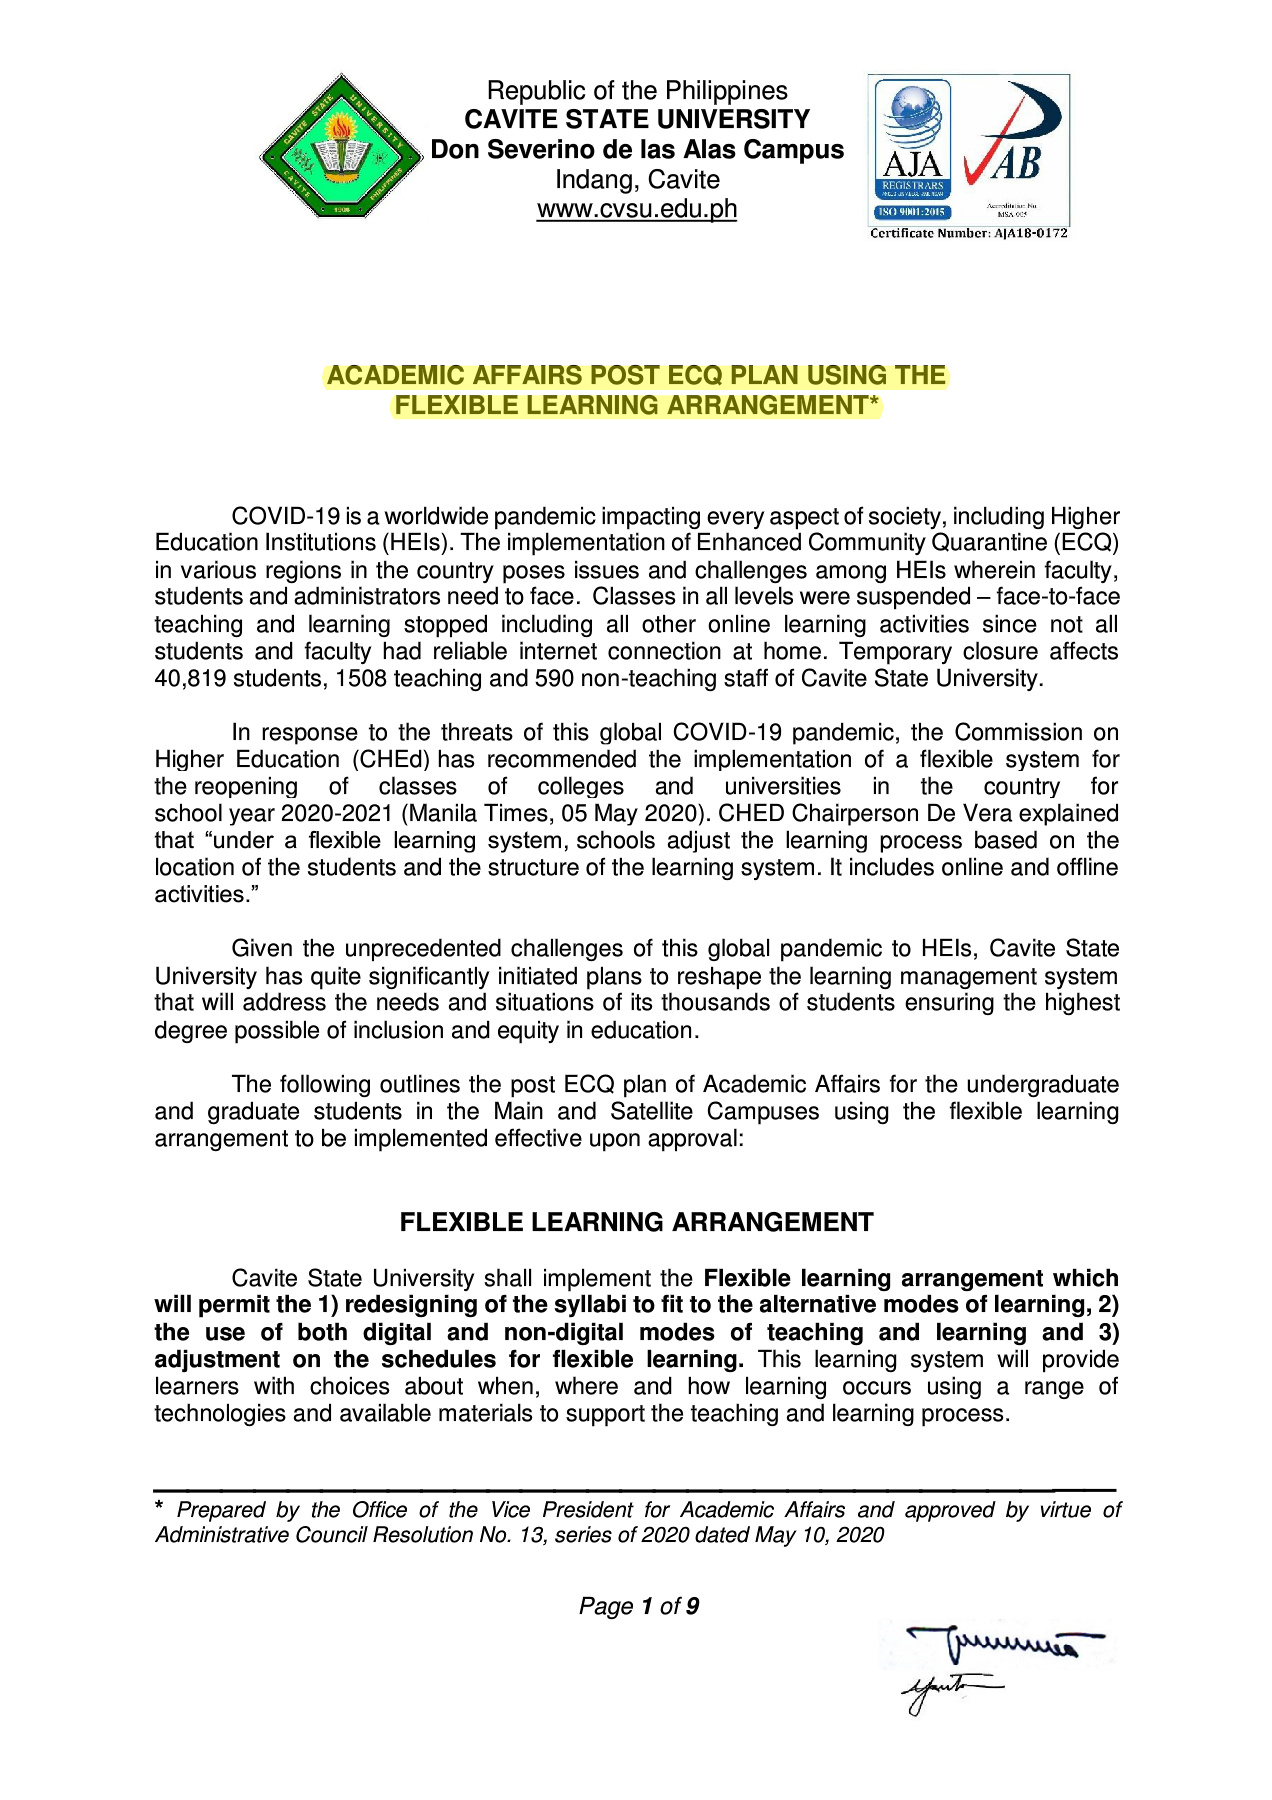 Republic of the Philippines
CAVITE STATE UNIVERSITY
Don Severino de las Alas Campus
Indang, Cavite
www.cvsu.edu.ph
CAVITE STATE UNIVERSITY
CAVITE PHILIPPINES
1906
AJA
REGISTRARS
ISO 9001:2015
AB
Accreditation No.
MSA-005
Certificate Number: AJA18-0172
ACADEMIC AFFAIRS POST ECQ PLAN USING THE
FLEXIBLE LEARNING ARRANGEMENT*
COVID-19 is a worldwide pandemic impacting every aspect of society, including Higher
Education Institutions (HEIs). The implementation of Enhanced Community Quarantine (ECQ)
in various regions in the country poses issues and challenges among HEIs wherein faculty,
students and administrators need to face. Classes in all levels were suspended – face-to-face
teaching and learning stopped including all other online learning activities since not all
students and faculty had reliable internet connection at home. Temporary closure affects
40,819 students, 1508 teaching and 590 non-teaching staff of Cavite State University.
In response to the threats of this global COVID-19 pandemic, the Commission on
Higher Education (CHEd) has recommended the implementation of a flexible system for
the reopening of classes of colleges and universities in the country for
school year 2020-2021 (Manila Times, 05 May 2020). CHED Chairperson De Vera explained
that “under a flexible learning system, schools adjust the learning process based on the
location of the students and the structure of the learning system. It includes online and offline
activities.”
Given the unprecedented challenges of this global pandemic to HEIs, Cavite State
University has quite significantly initiated plans to reshape the learning management system
that will address the needs and situations of its thousands of students ensuring the highest
degree possible of inclusion and equity in education.
The following outlines the post ECQ plan of Academic Affairs for the undergraduate
and graduate students in the Main and Satellite Campuses using the flexible learning
arrangement to be implemented effective upon approval:
FLEXIBLE LEARNING ARRANGEMENT
Cavite State University shall implement the Flexible learning arrangement which
will permit the 1) redesigning of the syllabi to fit to the alternative modes of learning, 2)
the use of both digital and non-digital modes of teaching and learning and 3)
adjustment on the schedules for flexible learning. This learning system will provide
learners with choices about when, where and how learning occurs using a range of
technologies and available materials to support the teaching and learning process.
* Prepared by the Office of the Vice President for Academic Affairs and approved by virtue of
Administrative Council Resolution No. 13, series of 2020 dated May 10, 2020
Page 1 of 9